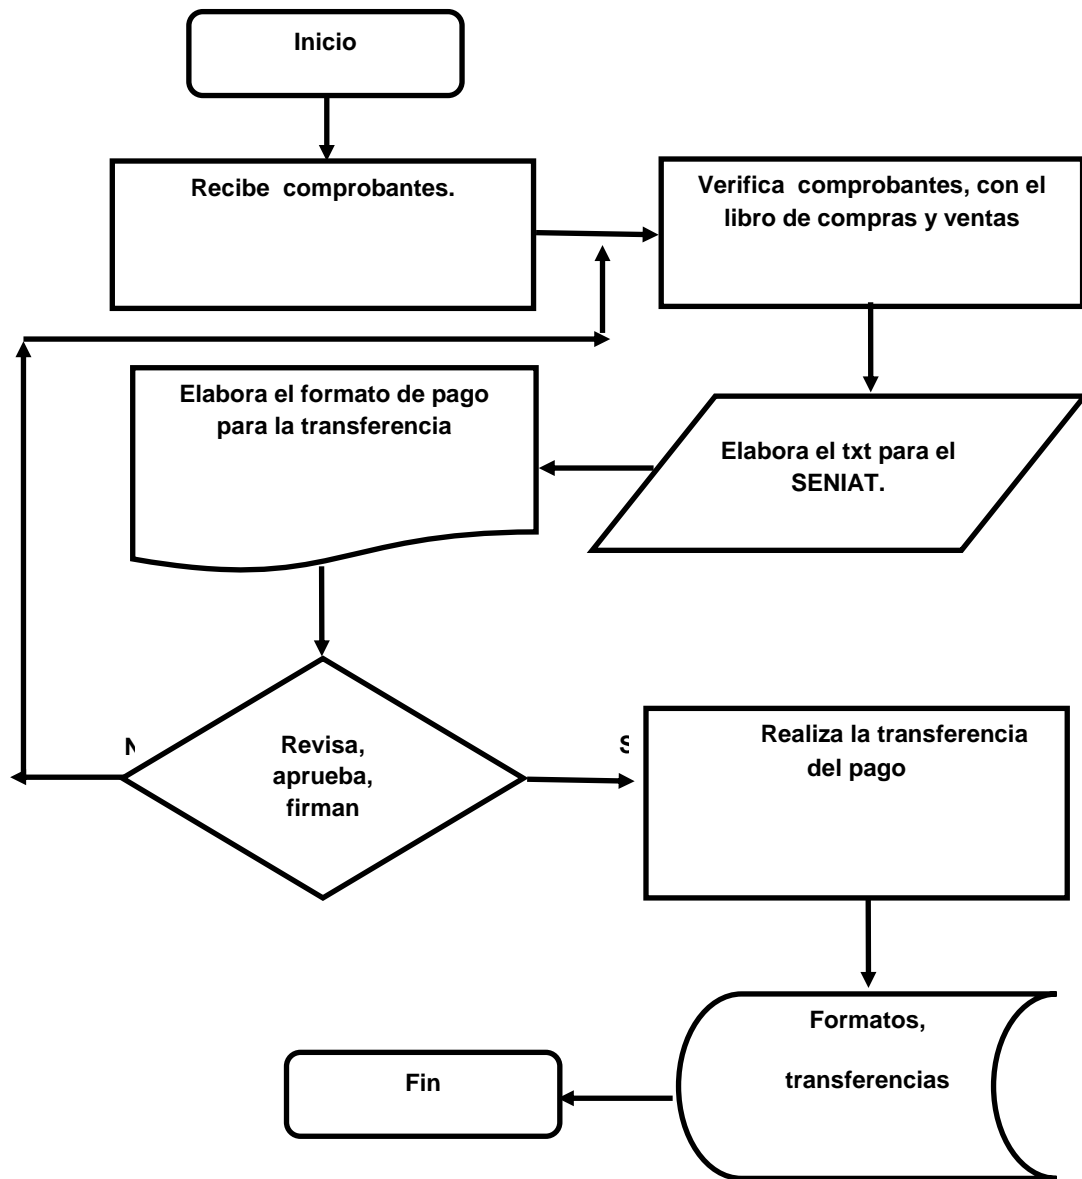 Inicio
Recibe comprobantes.
Verifica comprobantes, con el
libro de compras y ventas
Elabora el formato de pago
para la transferencia
Elabora el txt para el
SENIAT.
Revisa,
aprueba,
firman
Realiza la transferencia
del pago
Formatos,
transferencias
Fin